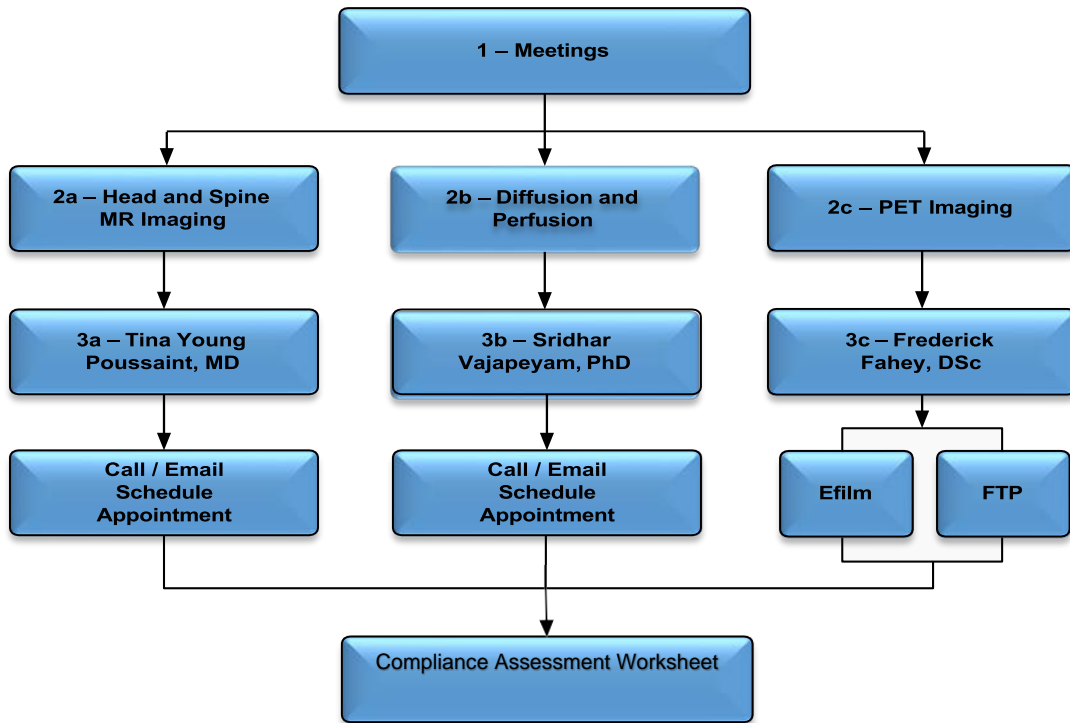 1 – Meetings
2a – Head and Spine
MR Imaging
2b – Diffusion and
Perfusion
2c – PET Imaging
3a – Tina Young
Poussaint, MD
3b – Sridhar
Vajapeyam, PhD
3c – Frederick
Fahey, DSc
Call / Email
Schedule
Appointment
Call / Email
Schedule
Appointment
Efilm
FTP
Compliance Assessment Worksheet